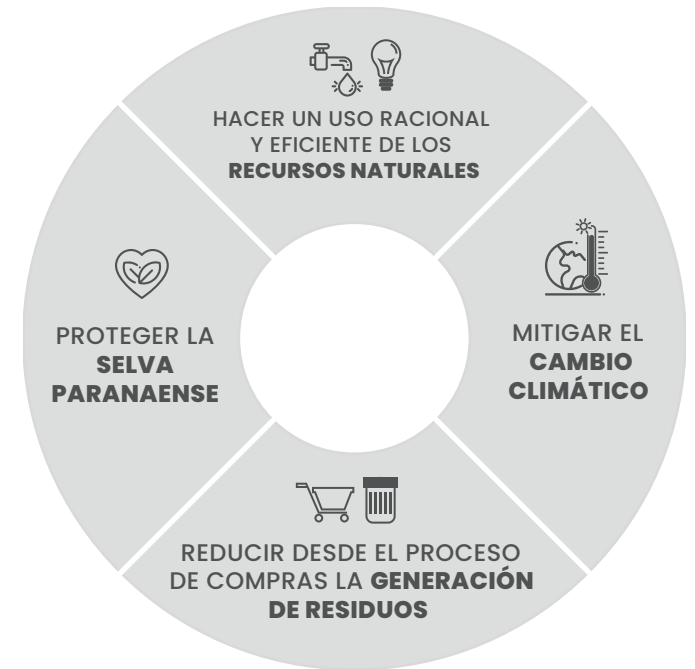 HACER UN USO RACIONAL
Y EFICIENTE DE LOS
RECURSOS NATURALES
PROTEGER LA
SELVA
PARANAENSE
MITIGAR EL
CAMBIO
CLIMÁTICO
REDUCIR DESDE EL PROCESO
DE COMPRAS LA GENERACIÓN
DE RESIDUOS